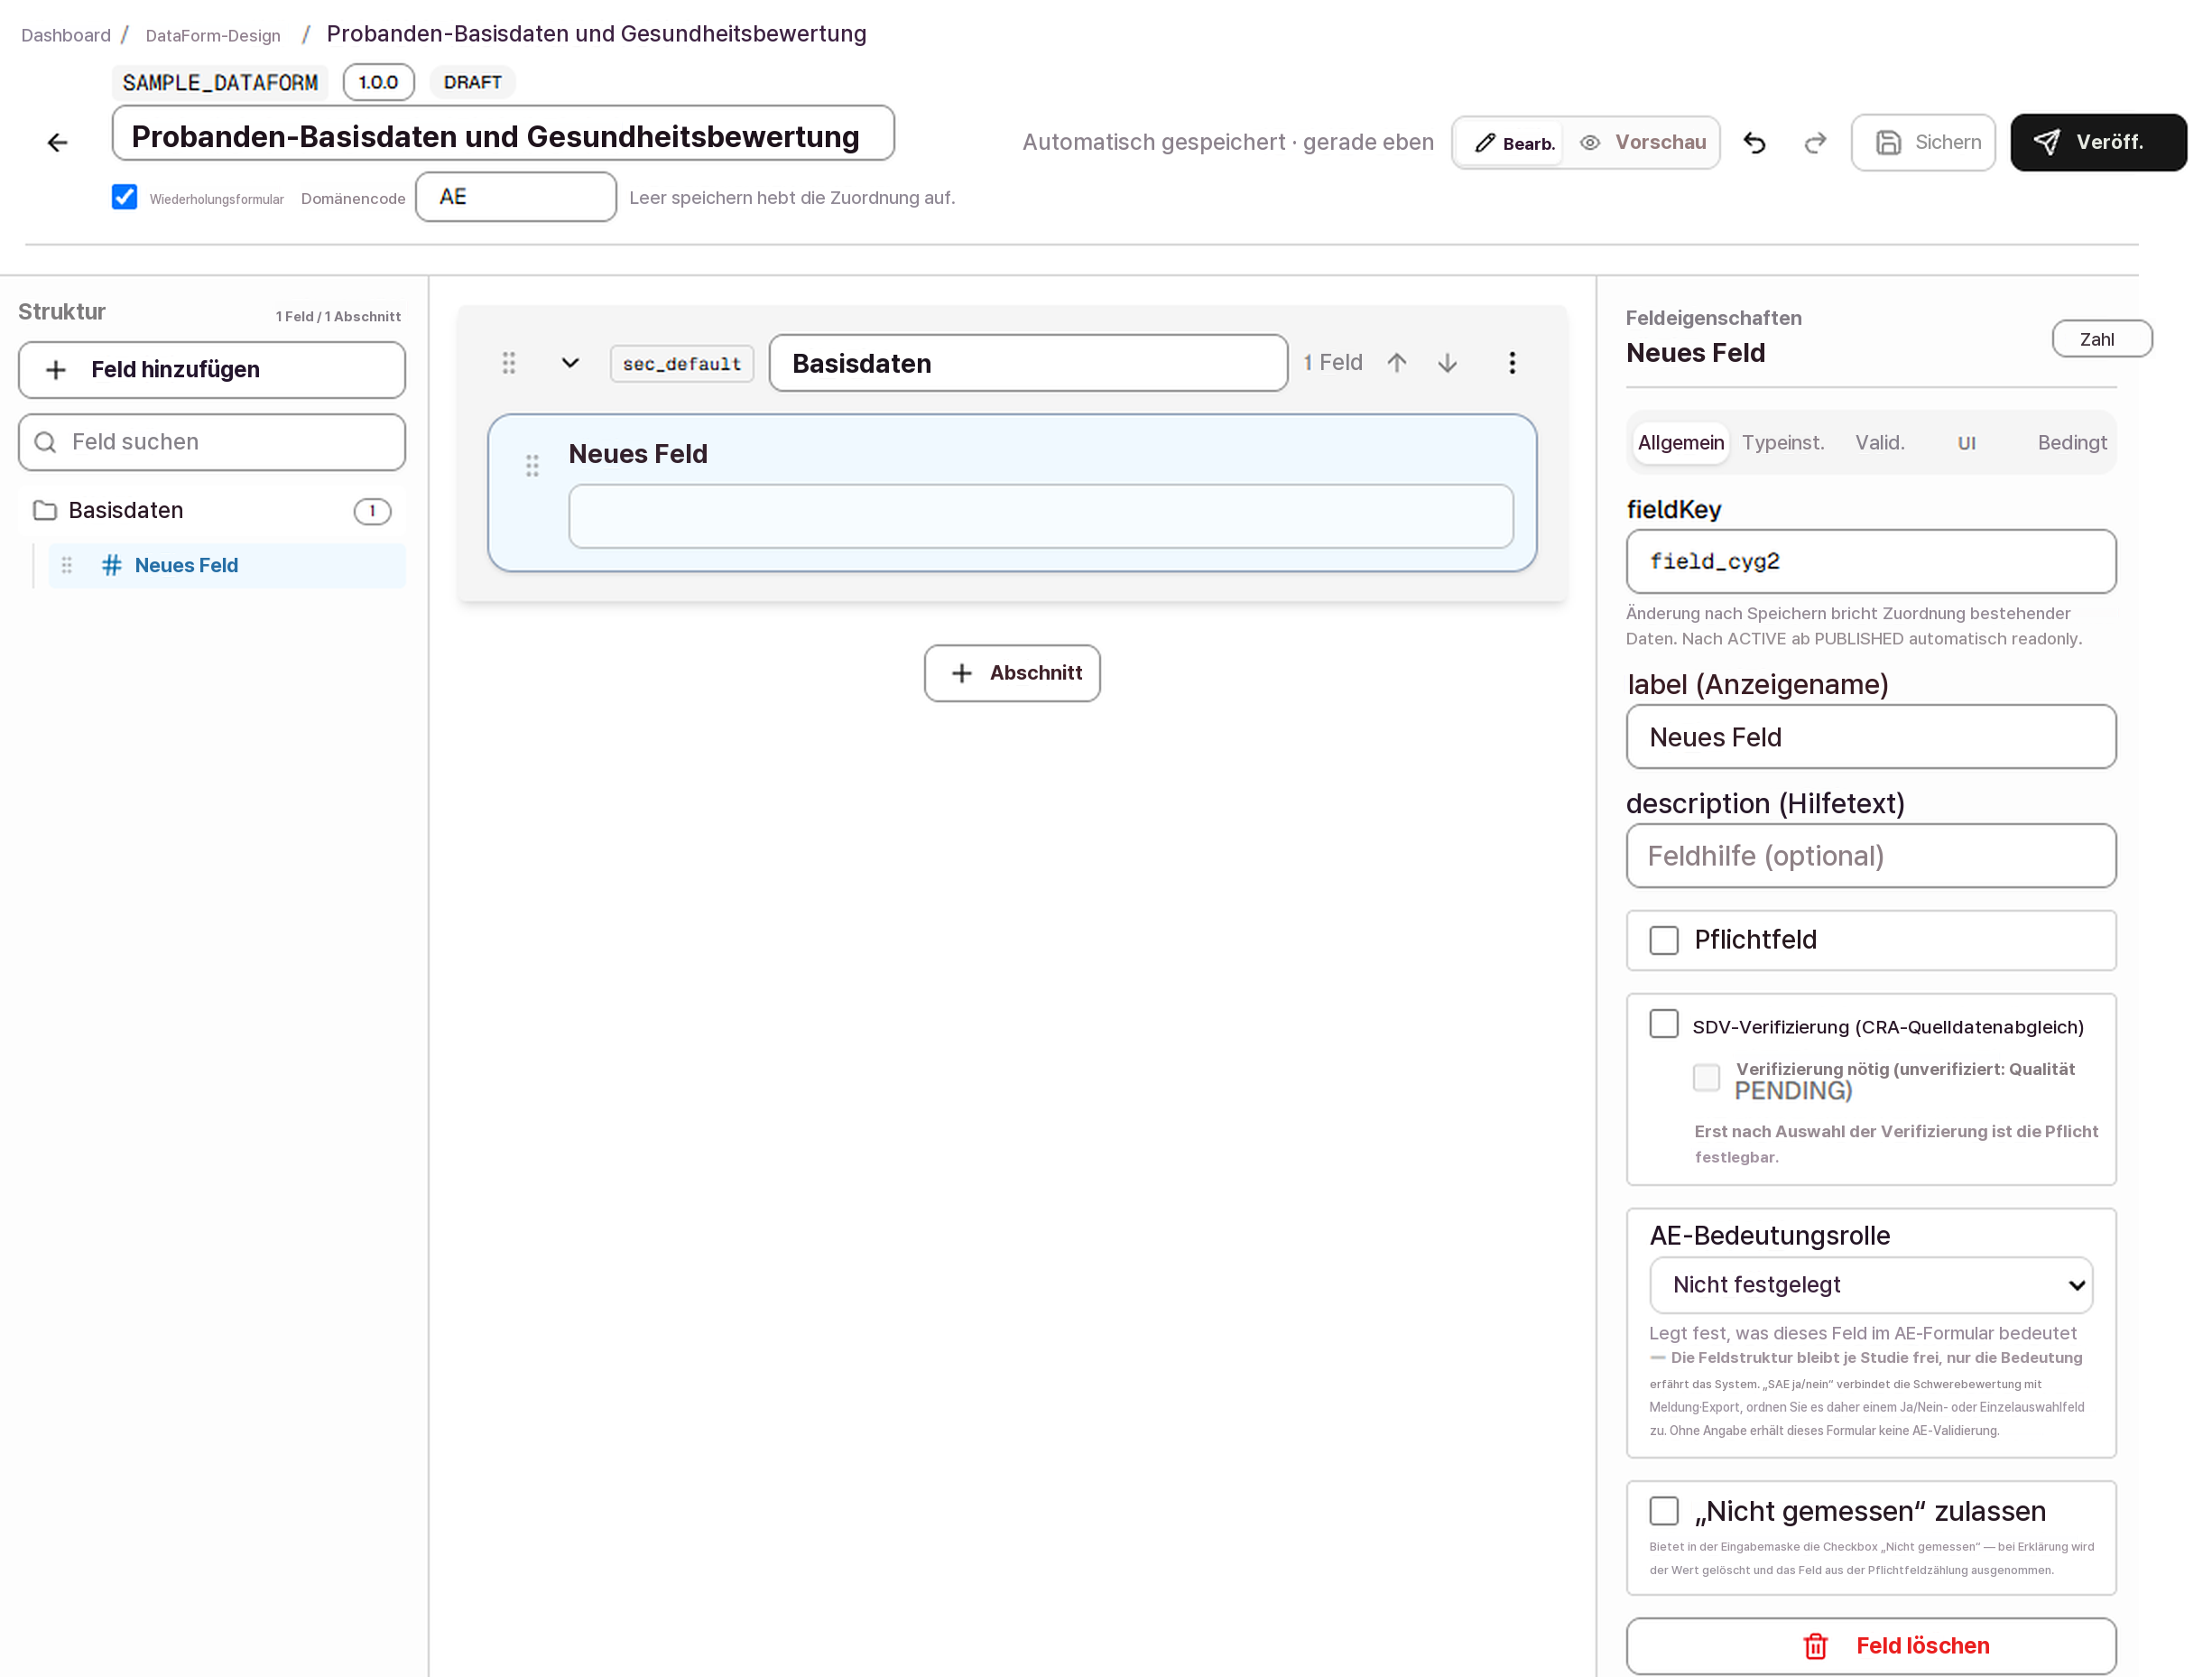 Dashboard / DataForm-Design / Probanden-Basisdaten und Gesundheitsbewertung
SAMPLE_DATAFORM 1.0.0 DRAFT
Probanden-Basisdaten und Gesundheitsbewertung
Automatisch gespeichert · gerade eben Bearb. Vorschau Sichern Veröff.
Wiederholungsformular Domänencode AE Leer speichern hebt die Zuordnung auf.
Struktur 1 Feld / 1 Abschnitt
Feld hinzufügen
Feld suchen
Basisdaten 1
Neues Feld
sec_default Basisdaten 1 Feld
Neues Feld
Abschnitt
Feldeigenschaften
Neues Feld
Zahl
Allgemein Typeinst. Valid. UI Bedingt
fieldKey
field_cyg2
Änderung nach Speichern bricht Zuordnung bestehender
Daten. Nach ACTIVE ab PUBLISHED automatisch readonly.
label (Anzeigename)
Neues Feld
description (Hilfetext)
Feldhilfe (optional)
Pflichtfeld
SDV-Verifizierung (CRA-Quelldatenabgleich)
Verifizierung nötig (unverifiziert: Qualität
PENDING)
Erst nach Auswahl der Verifizierung ist die Pflicht
festlegbar.
AE-Bedeutungsrolle
Nicht festgelegt
Legt fest, was dieses Feld im AE-Formular bedeutet
— Die Feldstruktur bleibt je Studie frei, nur die Bedeutung
erfährt das System. „SAE ja/nein“ verbindet die Schwerebewertung mit
Meldung·Export, ordnen Sie es daher einem Ja/Nein- oder Einzelauswahlfeld
zu. Ohne Angabe erhält dieses Formular keine AE-Validierung.
„Nicht gemessen“ zulassen
Bietet in der Eingabemaske die Checkbox „Nicht gemessen“ — bei Erklärung wird
der Wert gelöscht und das Feld aus der Pflichtfeldzählung ausgenommen.
Feld löschen